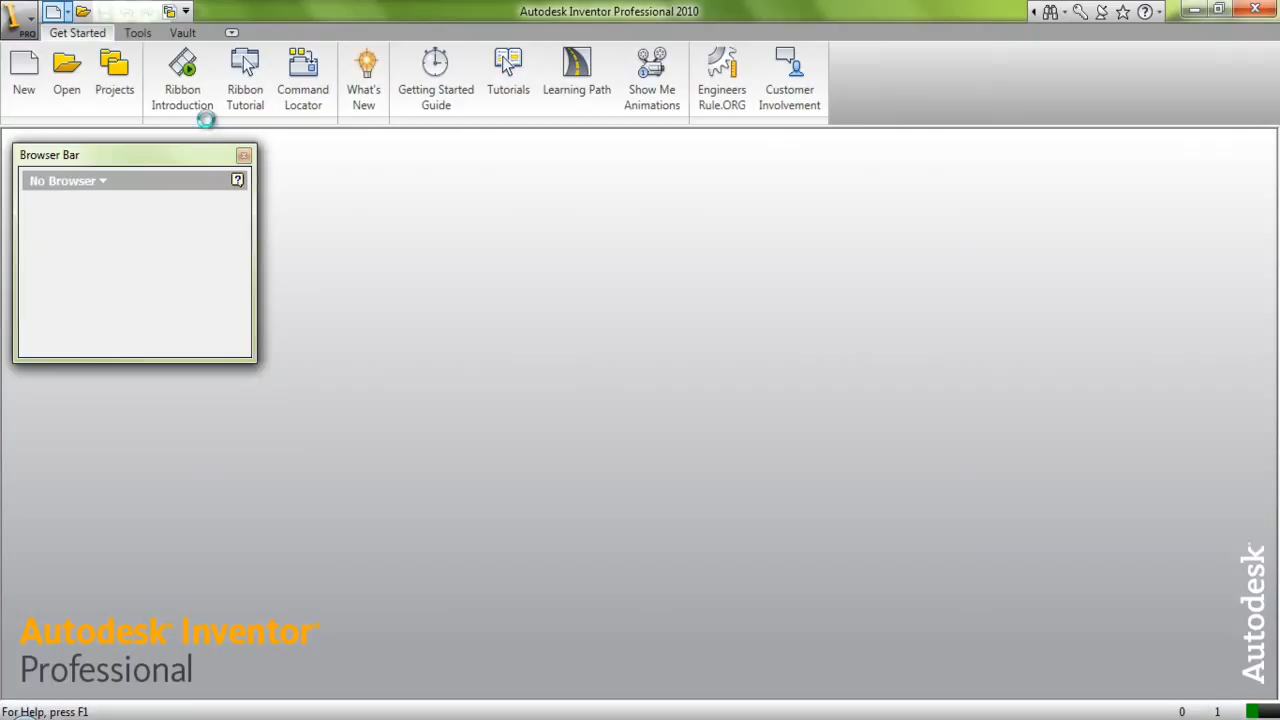 Autodesk Inventor Professional 2010
PRO
Get Started Tools Vault
New Open Projects Ribbon Introduction Ribbon Tutorial Command Locator What's New Getting Started Guide Tutorials Learning Path Show Me Animations Engineers Rule.ORG Customer Involvement
Browser Bar
No Browser
Autodesk Inventor
Professional
Autodesk
For Help, press F1 0 1